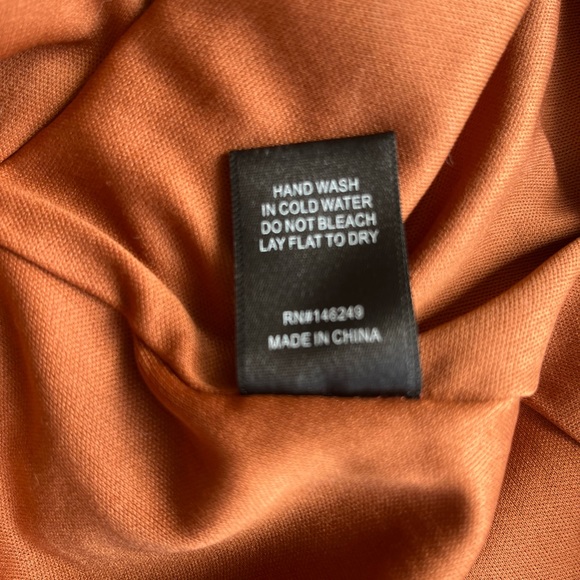 HAND WASH
IN COLD WATER
DO NOT BLEACH
LAY FLAT TO DRY
RN#146249
MADE IN CHINA